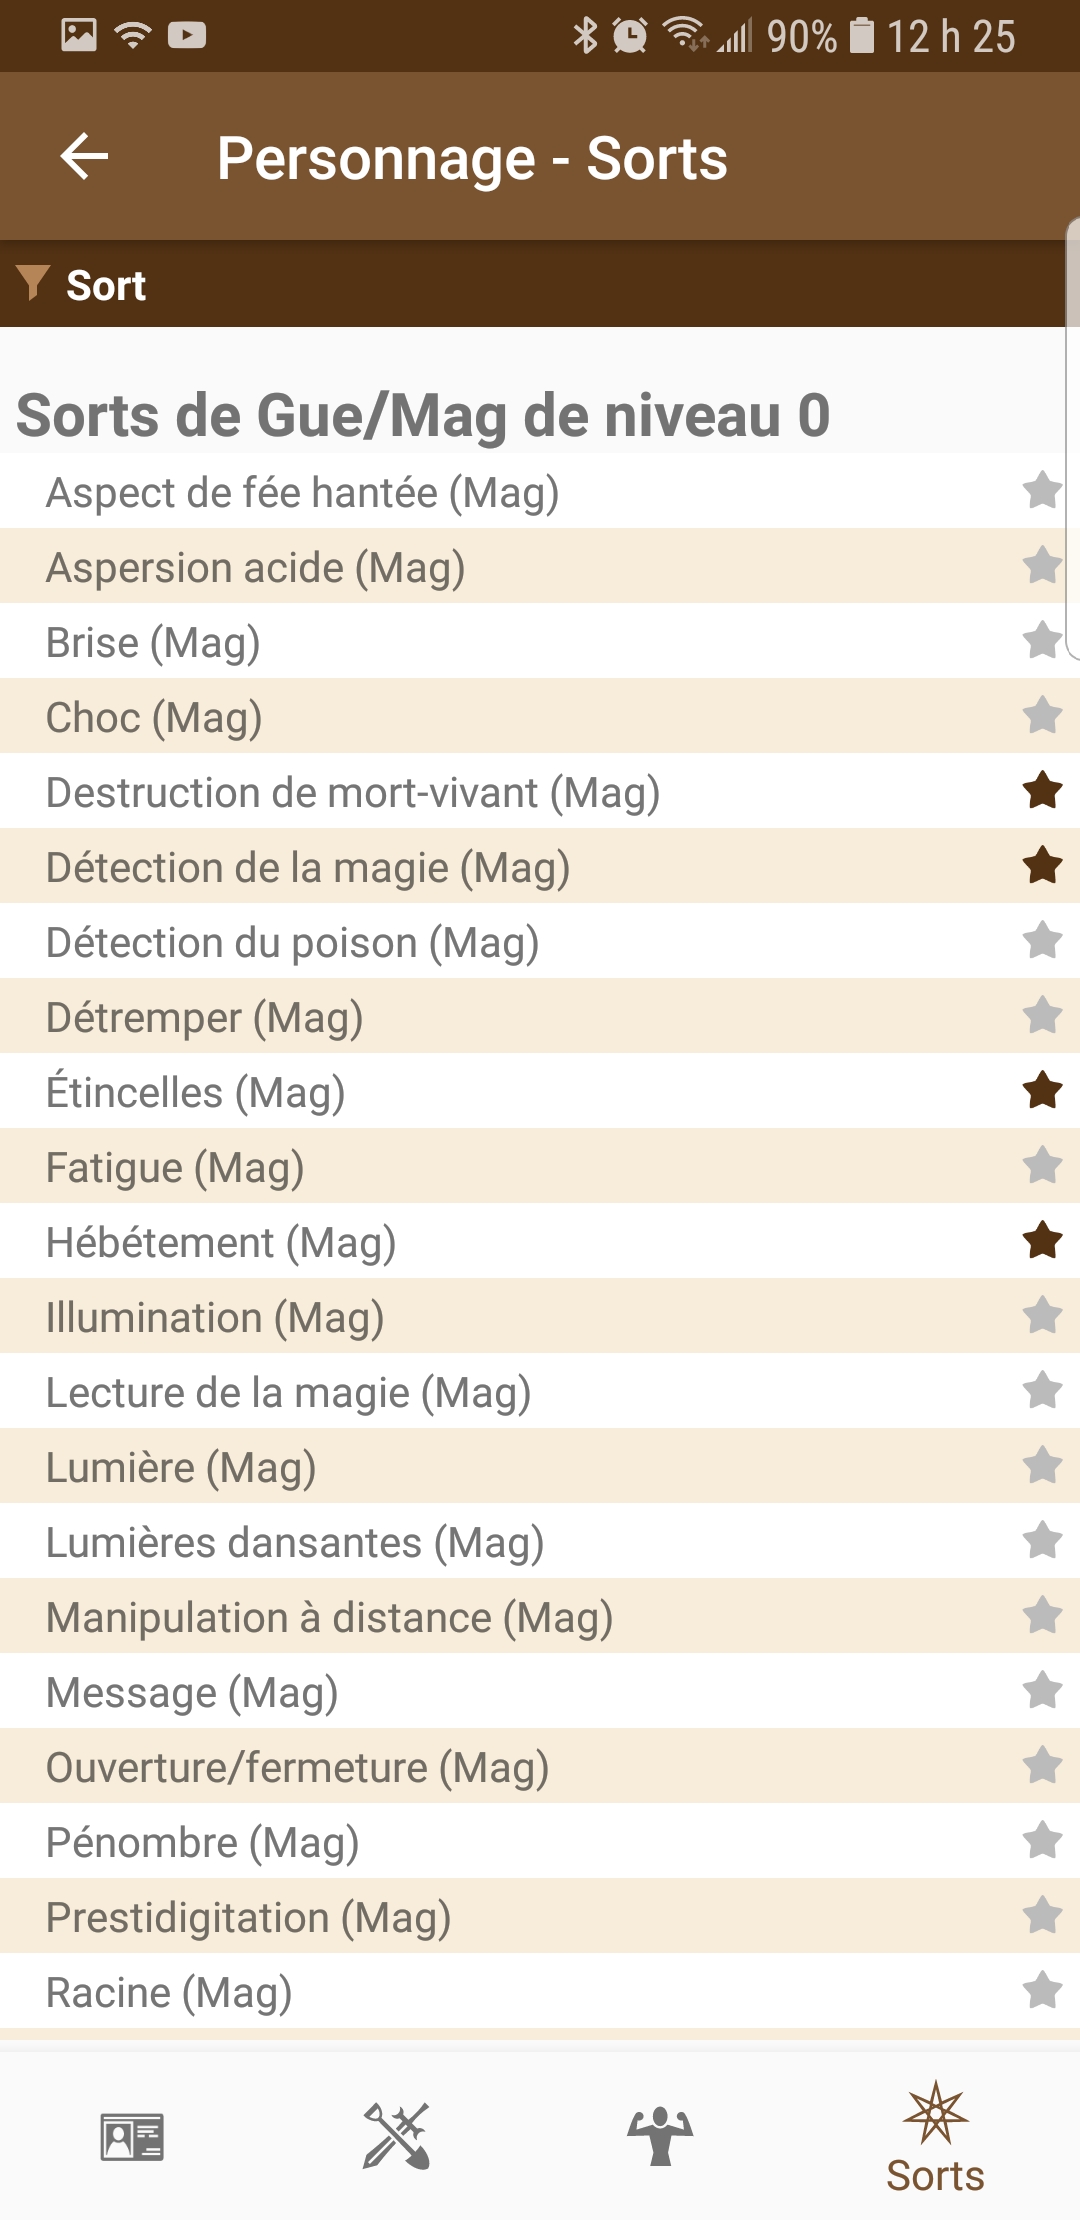 90% 12 h 25
Personnage - Sorts
Sort
Sorts de Gue/Mag de niveau 0
Aspect de fée hantée (Mag)
Aspersion acide (Mag)
Brise (Mag)
Choc (Mag)
Destruction de mort-vivant (Mag)
Détection de la magie (Mag)
Détection du poison (Mag)
Détremper (Mag)
Étincelles (Mag)
Fatigue (Mag)
Hébétement (Mag)
Illumination (Mag)
Lecture de la magie (Mag)
Lumière (Mag)
Lumières dansantes (Mag)
Manipulation à distance (Mag)
Message (Mag)
Ouverture/fermeture (Mag)
Pénombre (Mag)
Prestidigitation (Mag)
Racine (Mag)
Sorts